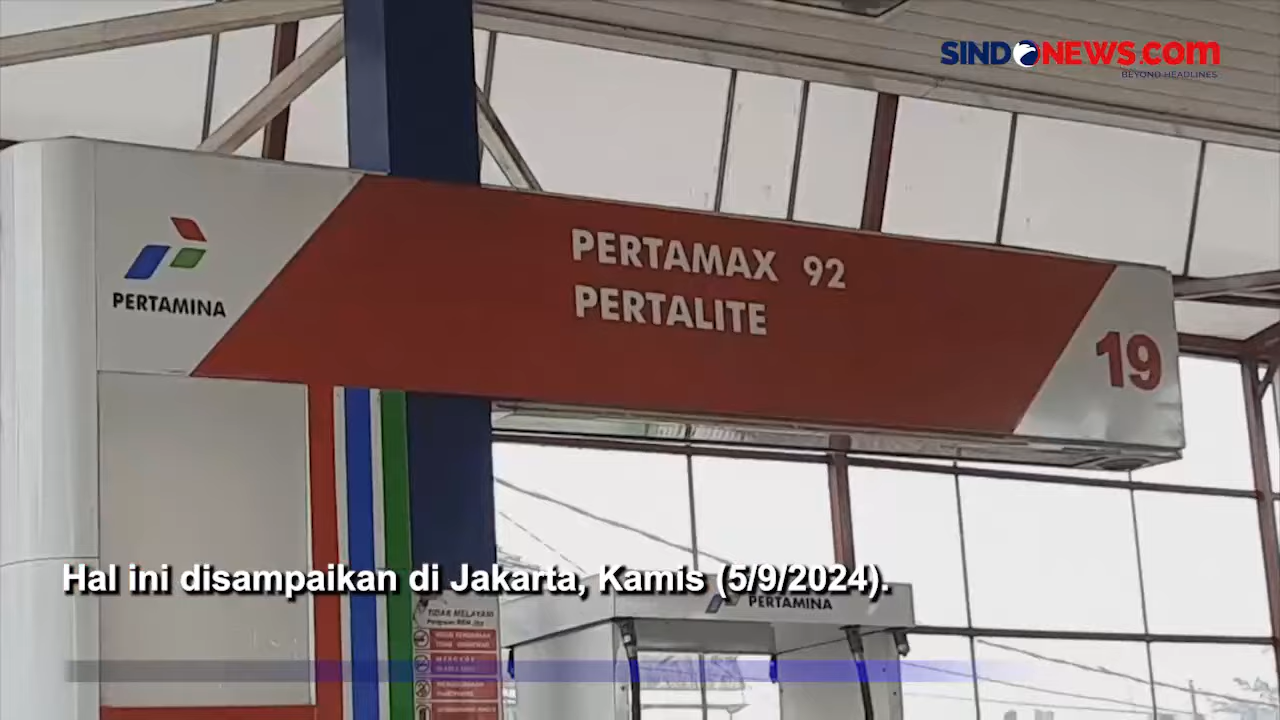 SINDONEWS.COM
BEYOND HEADLINES
PERTAMAX 92
PERTALITE
PERTAMINA
19
Hal ini disampaikan di Jakarta, Kamis (5/9/2024).
PERTAMINA
TIDAK MELAYANI